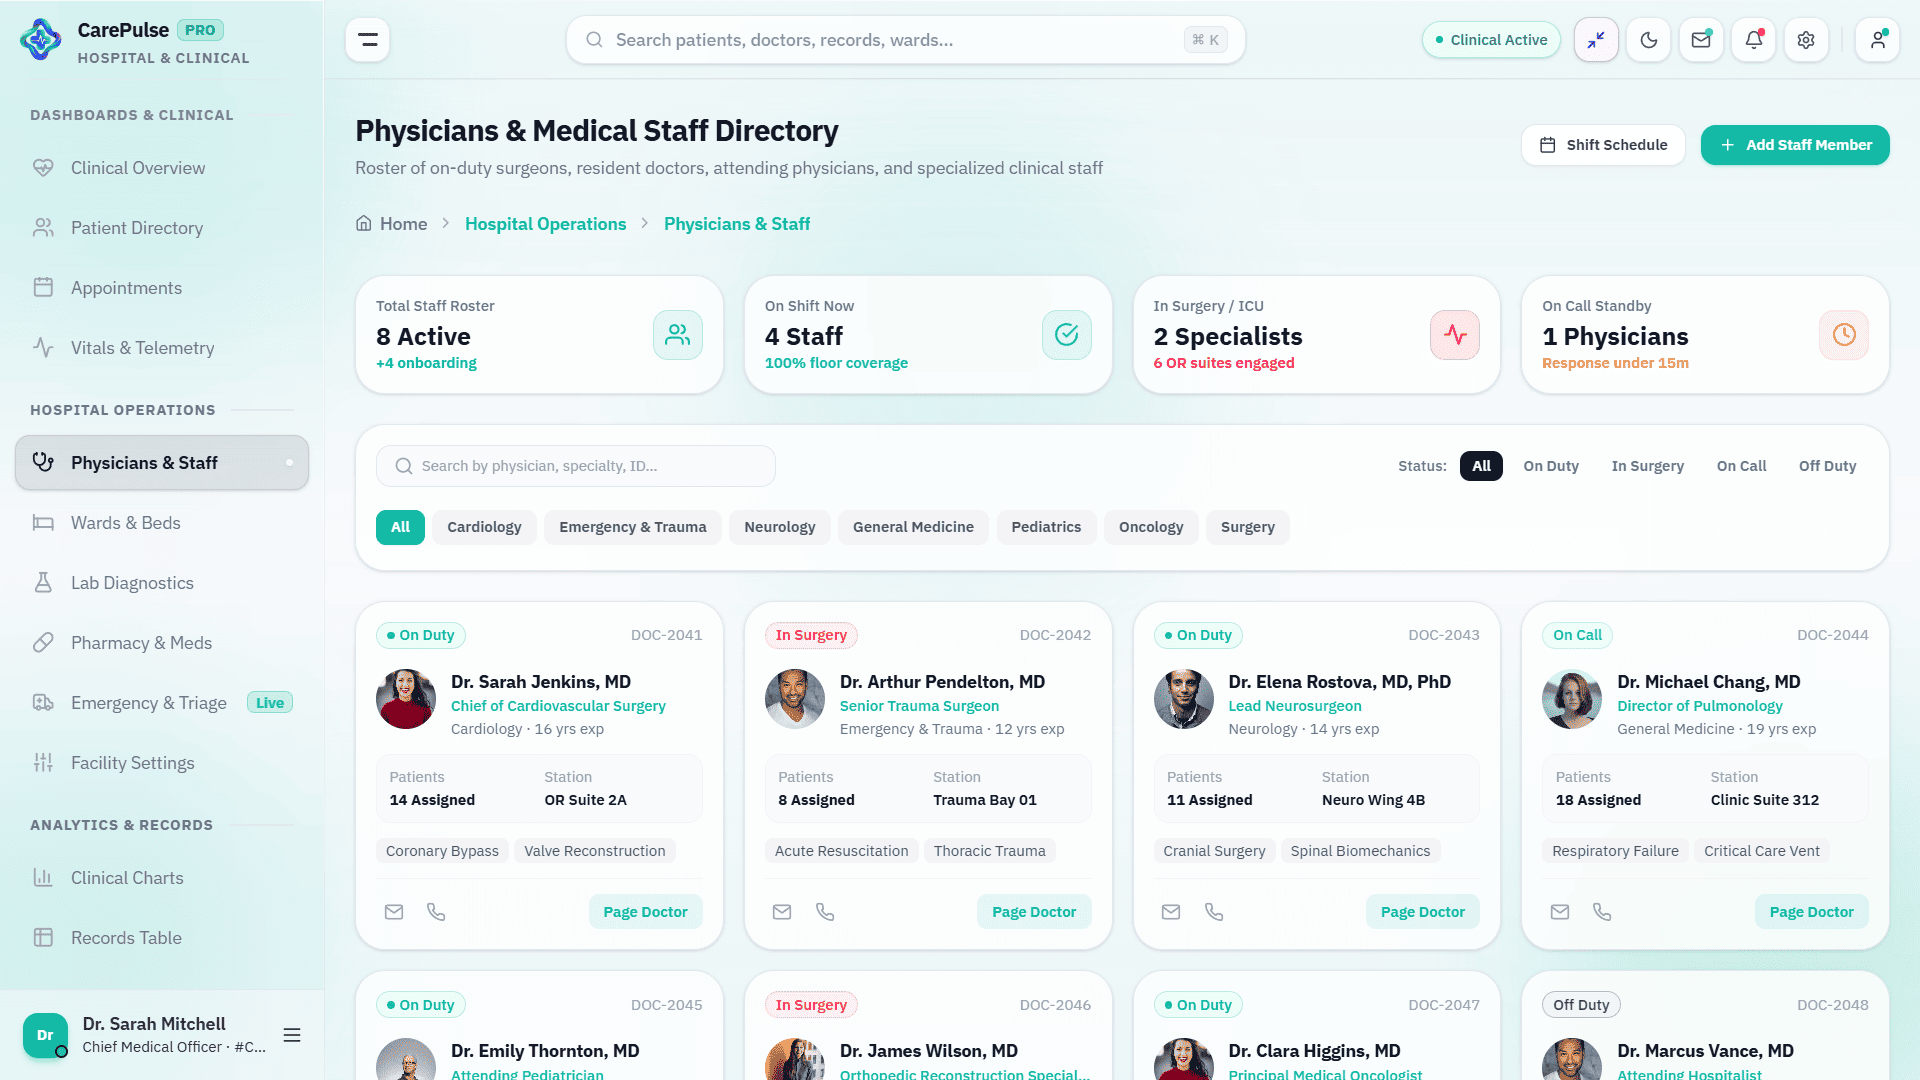 CarePulse PRO
HOSPITAL & CLINICAL
Search patients, doctors, records, wards...
⌘ K
Clinical Active
DASHBOARDS & CLINICAL
Clinical Overview
Patient Directory
Appointments
Vitals & Telemetry
HOSPITAL OPERATIONS
Physicians & Staff
Wards & Beds
Lab Diagnostics
Pharmacy & Meds
Emergency & Triage Live
Facility Settings
ANALYTICS & RECORDS
Clinical Charts
Records Table
Dr
Dr. Sarah Mitchell
Chief Medical Officer · #C...
Physicians & Medical Staff Directory
Roster of on-duty surgeons, resident doctors, attending physicians, and specialized clinical staff
Shift Schedule
Add Staff Member
Home
Hospital Operations
Physicians & Staff
Total Staff Roster
8 Active
+4 onboarding
On Shift Now
4 Staff
100% floor coverage
In Surgery / ICU
2 Specialists
6 OR suites engaged
On Call Standby
1 Physicians
Response under 15m
Search by physician, specialty, ID...
Status: All On Duty In Surgery On Call Off Duty
All Cardiology Emergency & Trauma Neurology General Medicine Pediatrics Oncology Surgery
On Duty DOC-2041
Dr. Sarah Jenkins, MD
Chief of Cardiovascular Surgery
Cardiology · 16 yrs exp
Patients Station
14 Assigned OR Suite 2A
Coronary Bypass Valve Reconstruction
Page Doctor
In Surgery DOC-2042
Dr. Arthur Pendelton, MD
Senior Trauma Surgeon
Emergency & Trauma · 12 yrs exp
Patients Station
8 Assigned Trauma Bay 01
Acute Resuscitation Thoracic Trauma
Page Doctor
On Duty DOC-2043
Dr. Elena Rostova, MD, PhD
Lead Neurosurgeon
Neurology · 14 yrs exp
Patients Station
11 Assigned Neuro Wing 4B
Cranial Surgery Spinal Biomechanics
Page Doctor
On Call DOC-2044
Dr. Michael Chang, MD
Director of Pulmonology
General Medicine · 19 yrs exp
Patients Station
18 Assigned Clinic Suite 312
Respiratory Failure Critical Care Vent
Page Doctor
On Duty DOC-2045
Dr. Emily Thornton, MD
Attending Pediatrician
In Surgery DOC-2046
Dr. James Wilson, MD
Orthopedic Reconstruction Special...
On Duty DOC-2047
Dr. Clara Higgins, MD
Principal Medical Oncologist
Off Duty DOC-2048
Dr. Marcus Vance, MD
Attending Hospitalist